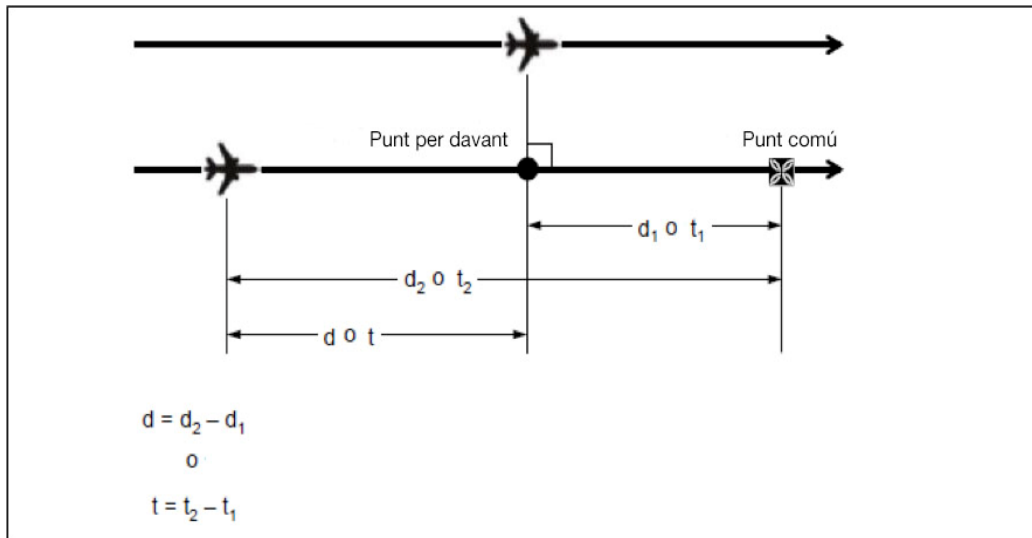 Punt per davant
Punt comú
d₁ o t₁
d₂ o t₂
d o t
d = d₂ – d₁
o
t = t₂ – t₁